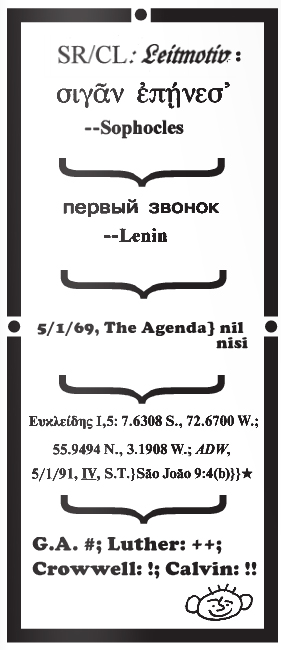 SR/CL: Leitmotiv:
σιγᾶν ἐπῄνεσ’
--Sophocles
первый звонок
--Lenin
5/1/69, The Agenda} nil
nisi
Ευκλείδης I,5: 7.6308 S., 72.6700 W.;
55.9494 N., 3.1908 W.; ADW,
5/1/91, IV, S.T.}São João 9:4(b)}}★
G.A. #; Luther: ++;
Crowwell: !; Calvin: !!